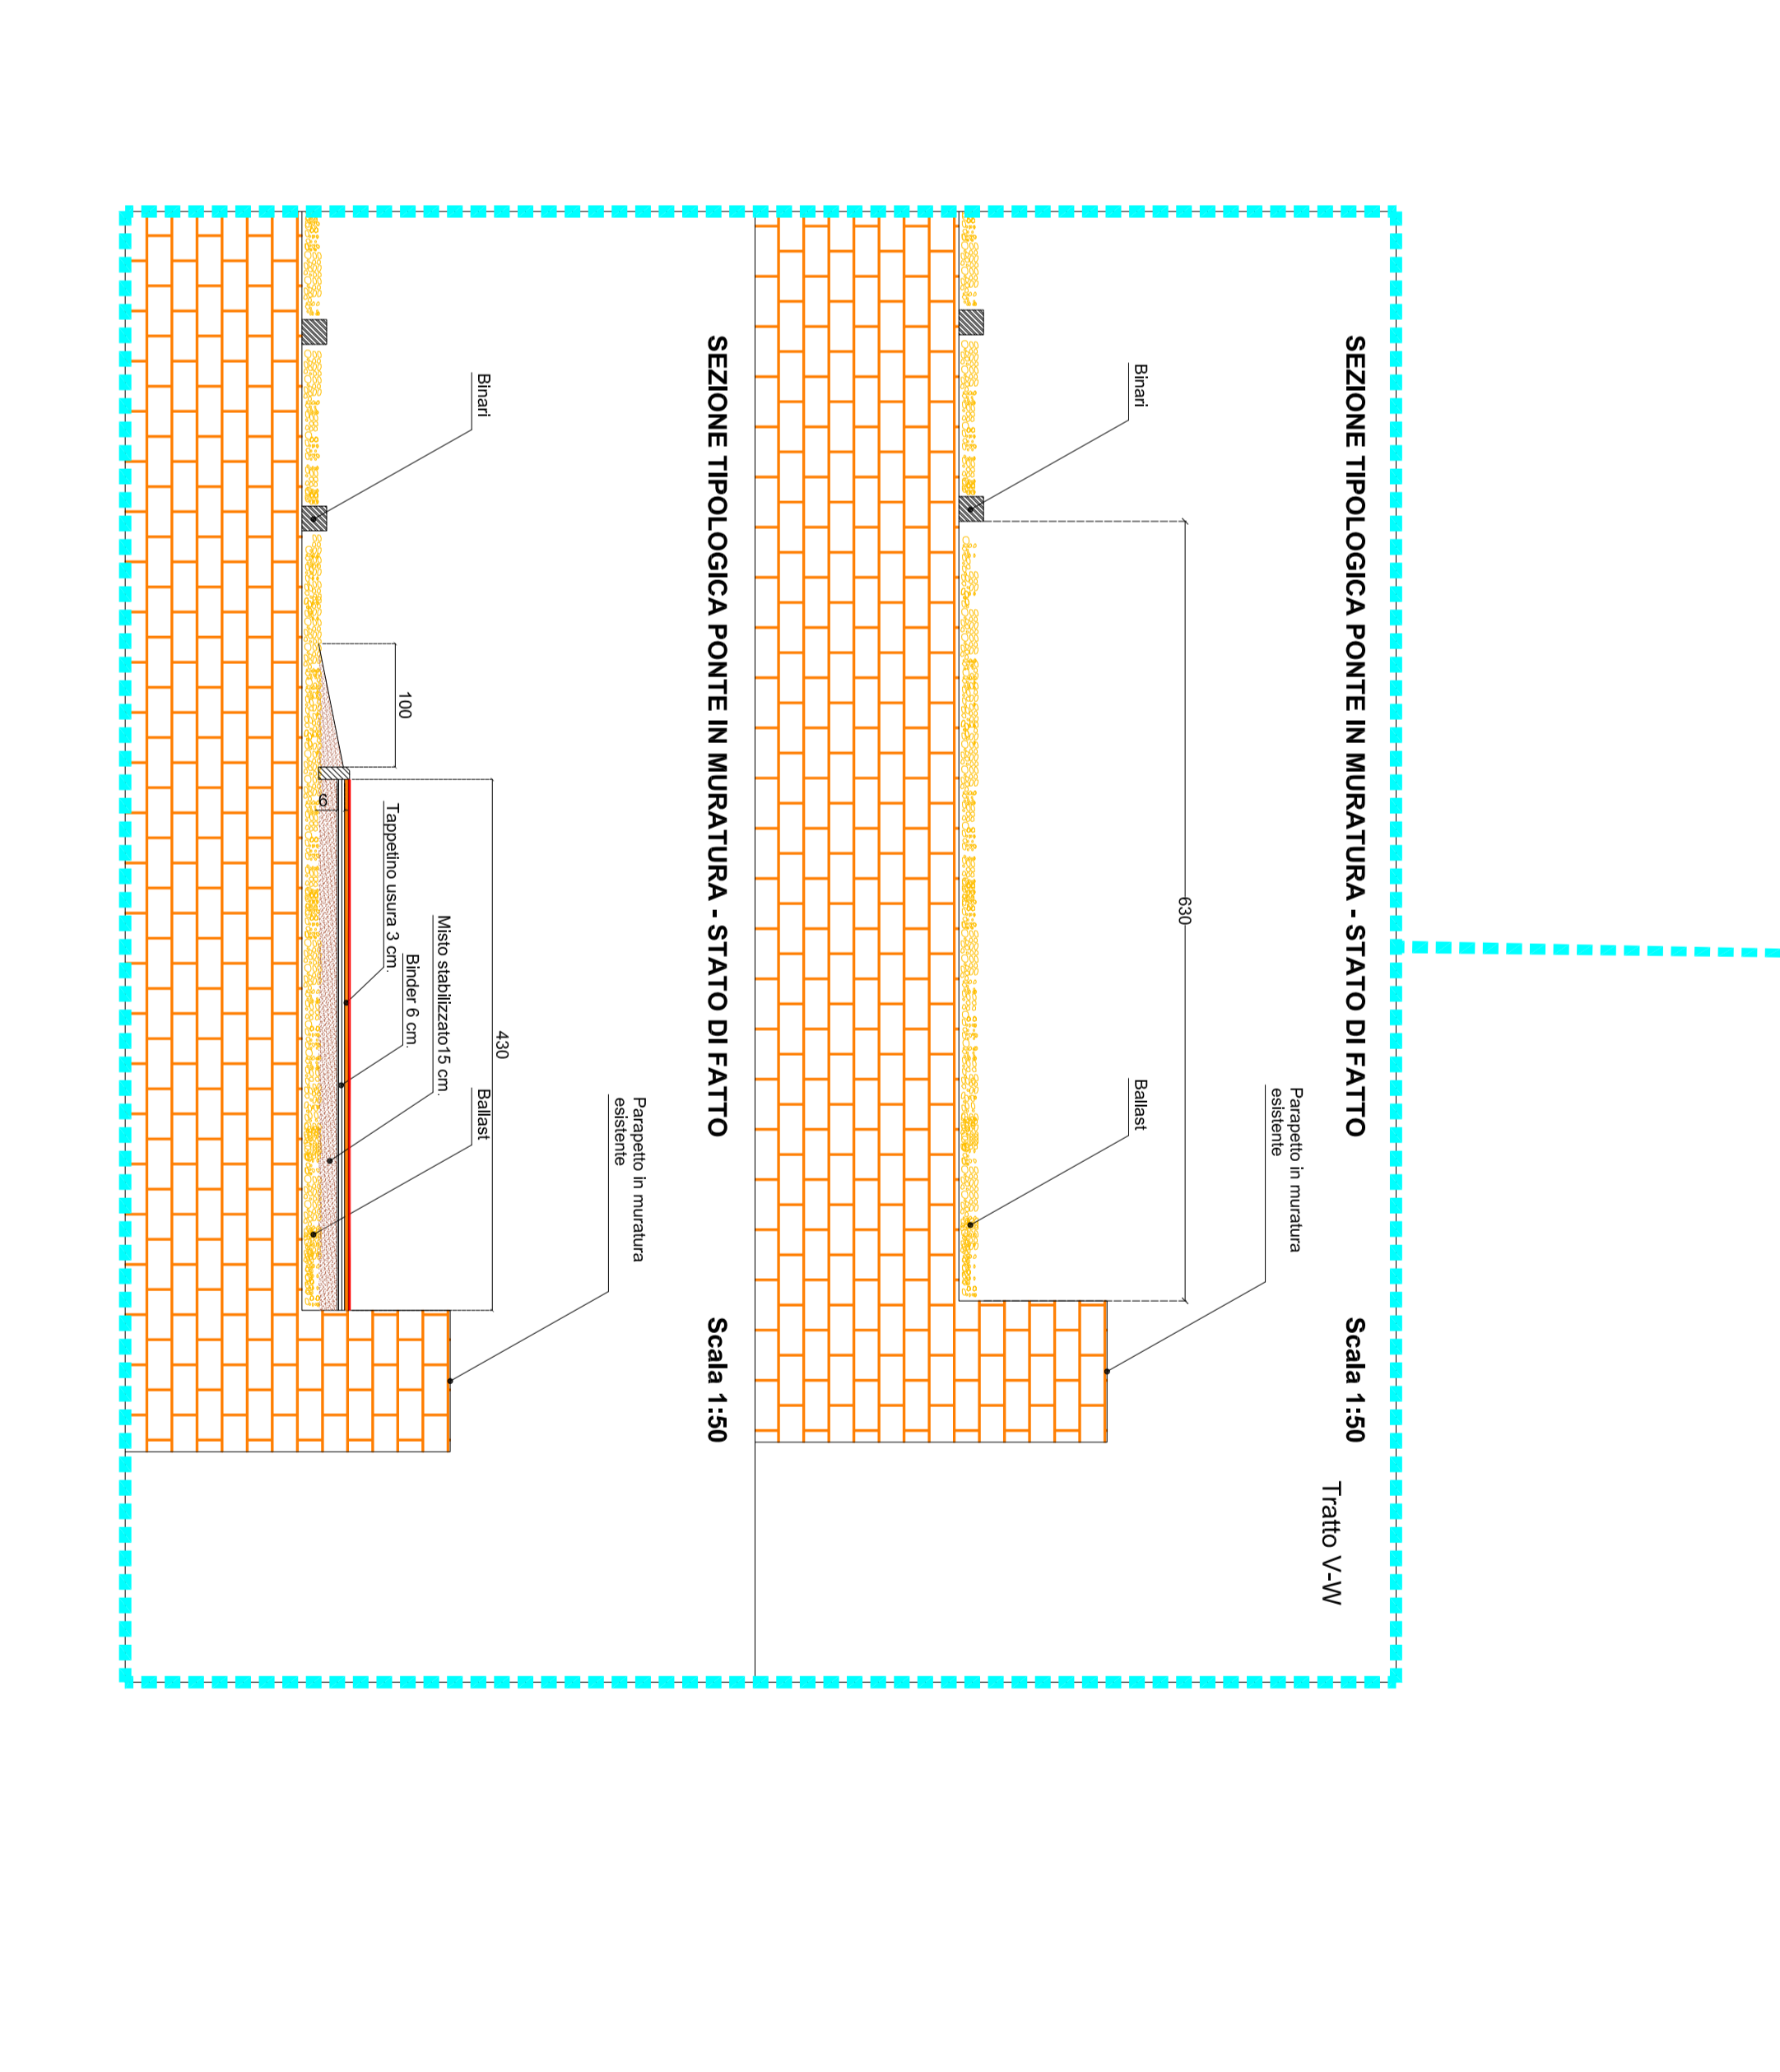 SEZIONE TIPOLOGICA PONTE IN MURATURA - STATO DI FATTO
Scala 1:50
Tratto V-W
Parapetto in muratura
esistente
630
Binari
Ballast
SEZIONE TIPOLOGICA PONTE IN MURATURA - STATO DI FATTO
Scala 1:50
Parapetto in muratura
esistente
430
Binari
Ballast
Misto stabilizzato15 cm.
Binder 6 cm.
Tappetino usura 3 cm.
100
6